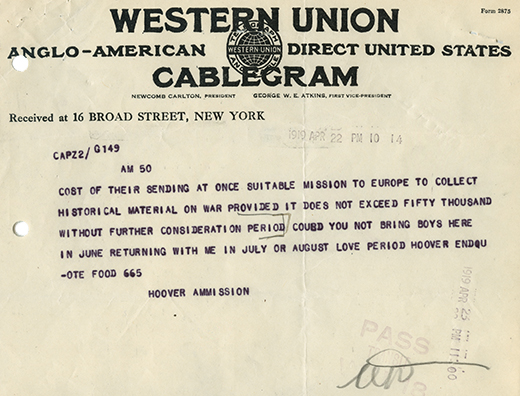 Form 2875
WESTERN UNION
ANGLO-AMERICAN DIRECT UNITED STATES
WESTERN UNION
CABLEGRAM
NEWCOMB CARLTON, PRESIDENT GEORGE W. E. ATKINS, FIRST VICE-PRESIDENT
Received at 16 BROAD STREET, NEW YORK
1919 APR 22 PM 10 14
CAPZ2/G149
AM 50
COST OF THEIR SENDING AT ONCE SUITABLE MISSION TO EUROPE TO COLLECT
HISTORICAL MATERIAL ON WAR PROVIDED IT DOES NOT EXCEED FIFTY THOUSAND
WITHOUT FURTHER CONSIDERATION PERIOD COUBD YOU NOT BRING BOYS HERE
IN JUNE RETURNING WITH ME IN JULY OR AUGUST LOVE PERIOD HOOVER ENDQU
-OTE FOOD 665
HOOVER AMMISSION
1919 APR
PM
PASS